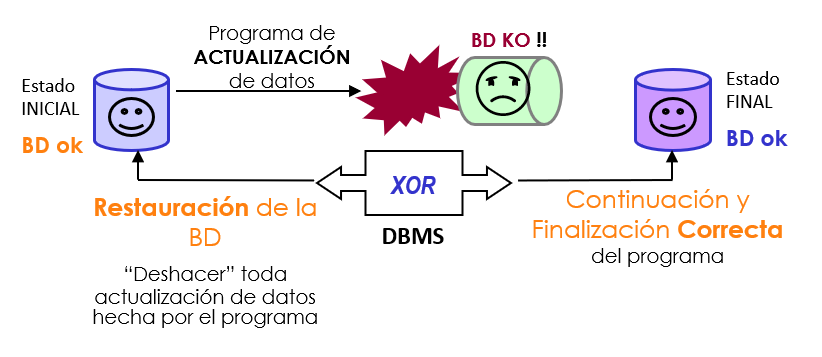 Programa de
ACTUALIZACIÓN
de datos
BD KO !!
Estado
INICIAL
BD ok
Estado
FINAL
BD ok
XOR
DBMS
Restauración de la
BD
“Deshacer” toda
actualización de datos
hecha por el programa
Continuación y
Finalización Correcta
del programa